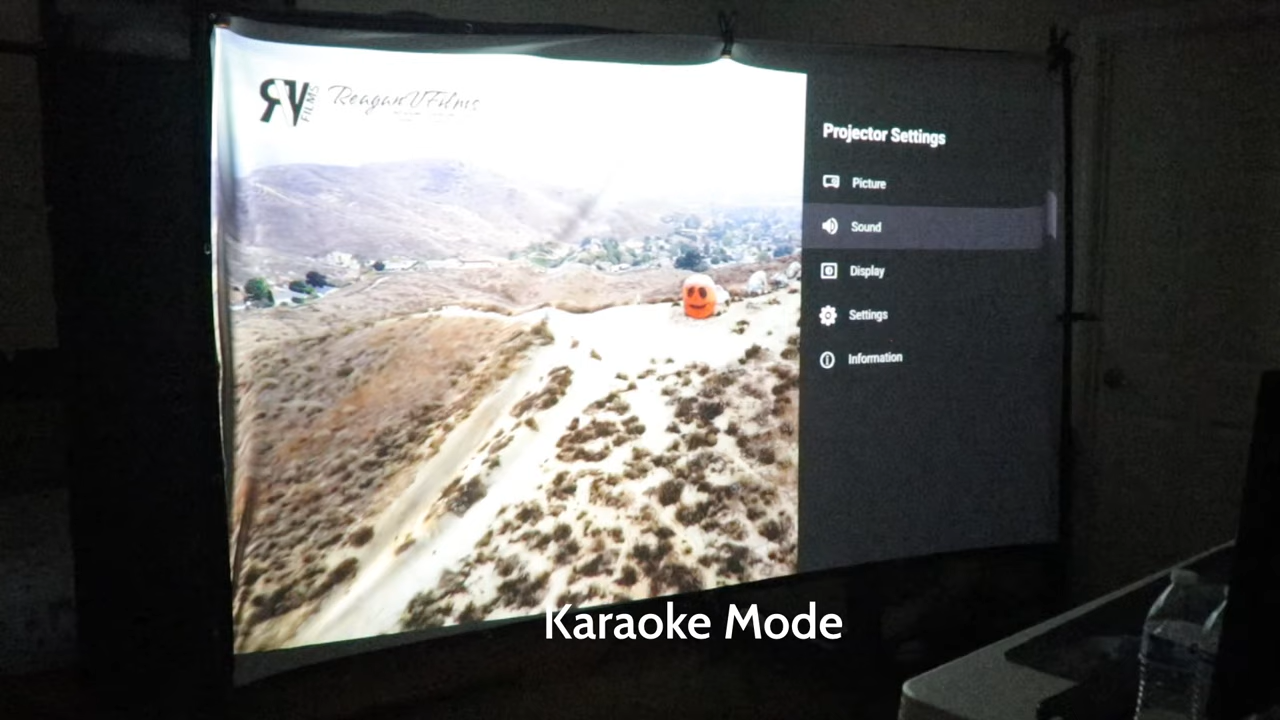 RV
FILMS
ReaganVFilms
Projector Settings
Picture
Sound
Display
Settings
Information
Karaoke Mode